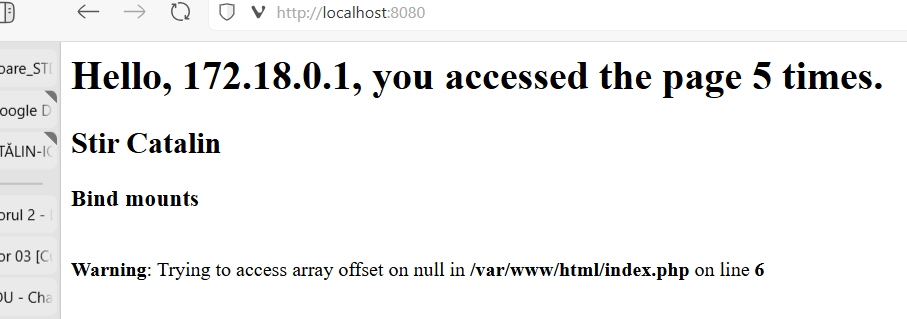 http://localhost:8080
Hello, 172.18.0.1, you accessed the page 5 times.
Stir Catalin
Bind mounts
Warning: Trying to access array offset on null in /var/www/html/index.php on line 6
oare_ST
oogle D
TĂLIN-I
orul 2 -
or 03 [C
OU - Cha